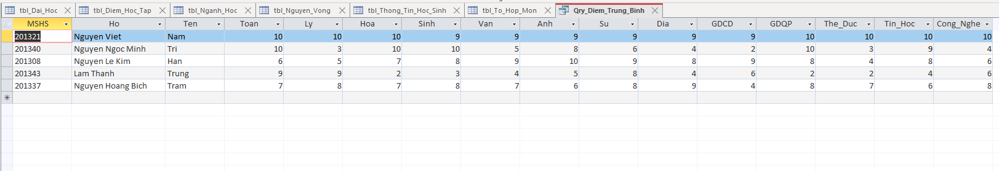 tbl_Dai_Hoc tbl_Diem_Hoc_Tap tbl_Nganh_Hoc tbl_Nguyen_Vong tbl_Thong_Tin_Hoc_Sinh tbl_To_Hop_Mon Qry_Diem_Trung_Binh
MSHS Ho Ten Toan Ly Hoa Sinh Van Anh Su Dia GDCD GDQP The_Duc Tin_Hoc Cong_Nghe
201321 Nguyen Viet Nam 10 10 10 9 9 9 9 9 9 10 10 10 10
201340 Nguyen Ngoc Minh Tri 10 3 10 10 5 8 6 4 2 10 3 9 4
201308 Nguyen Le Kim Han 6 5 7 8 9 10 9 8 9 8 4 8 6
201343 Lam Thanh Trung 9 9 2 3 4 5 8 4 6 2 2 4 6
201337 Nguyen Hoang Bich Tram 7 8 7 8 7 6 8 9 4 8 7 6 8